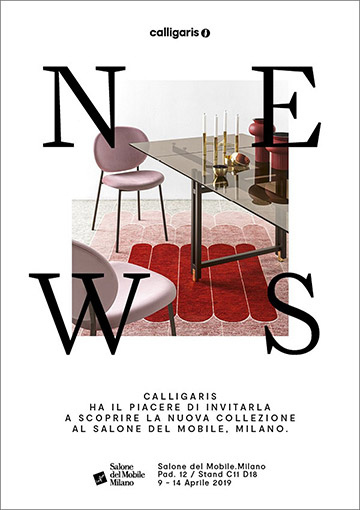 calligaris
N E
W S
CALLIGARIS
HA IL PIACERE DI INVITARLA
A SCOPRIRE LA NUOVA COLLEZIONE
AL SALONE DEL MOBILE, MILANO.
Salone
del Mobile
Milano
Salone del Mobile.Milano
Pad. 12 / Stand C11 D18
9 - 14 Aprile 2019